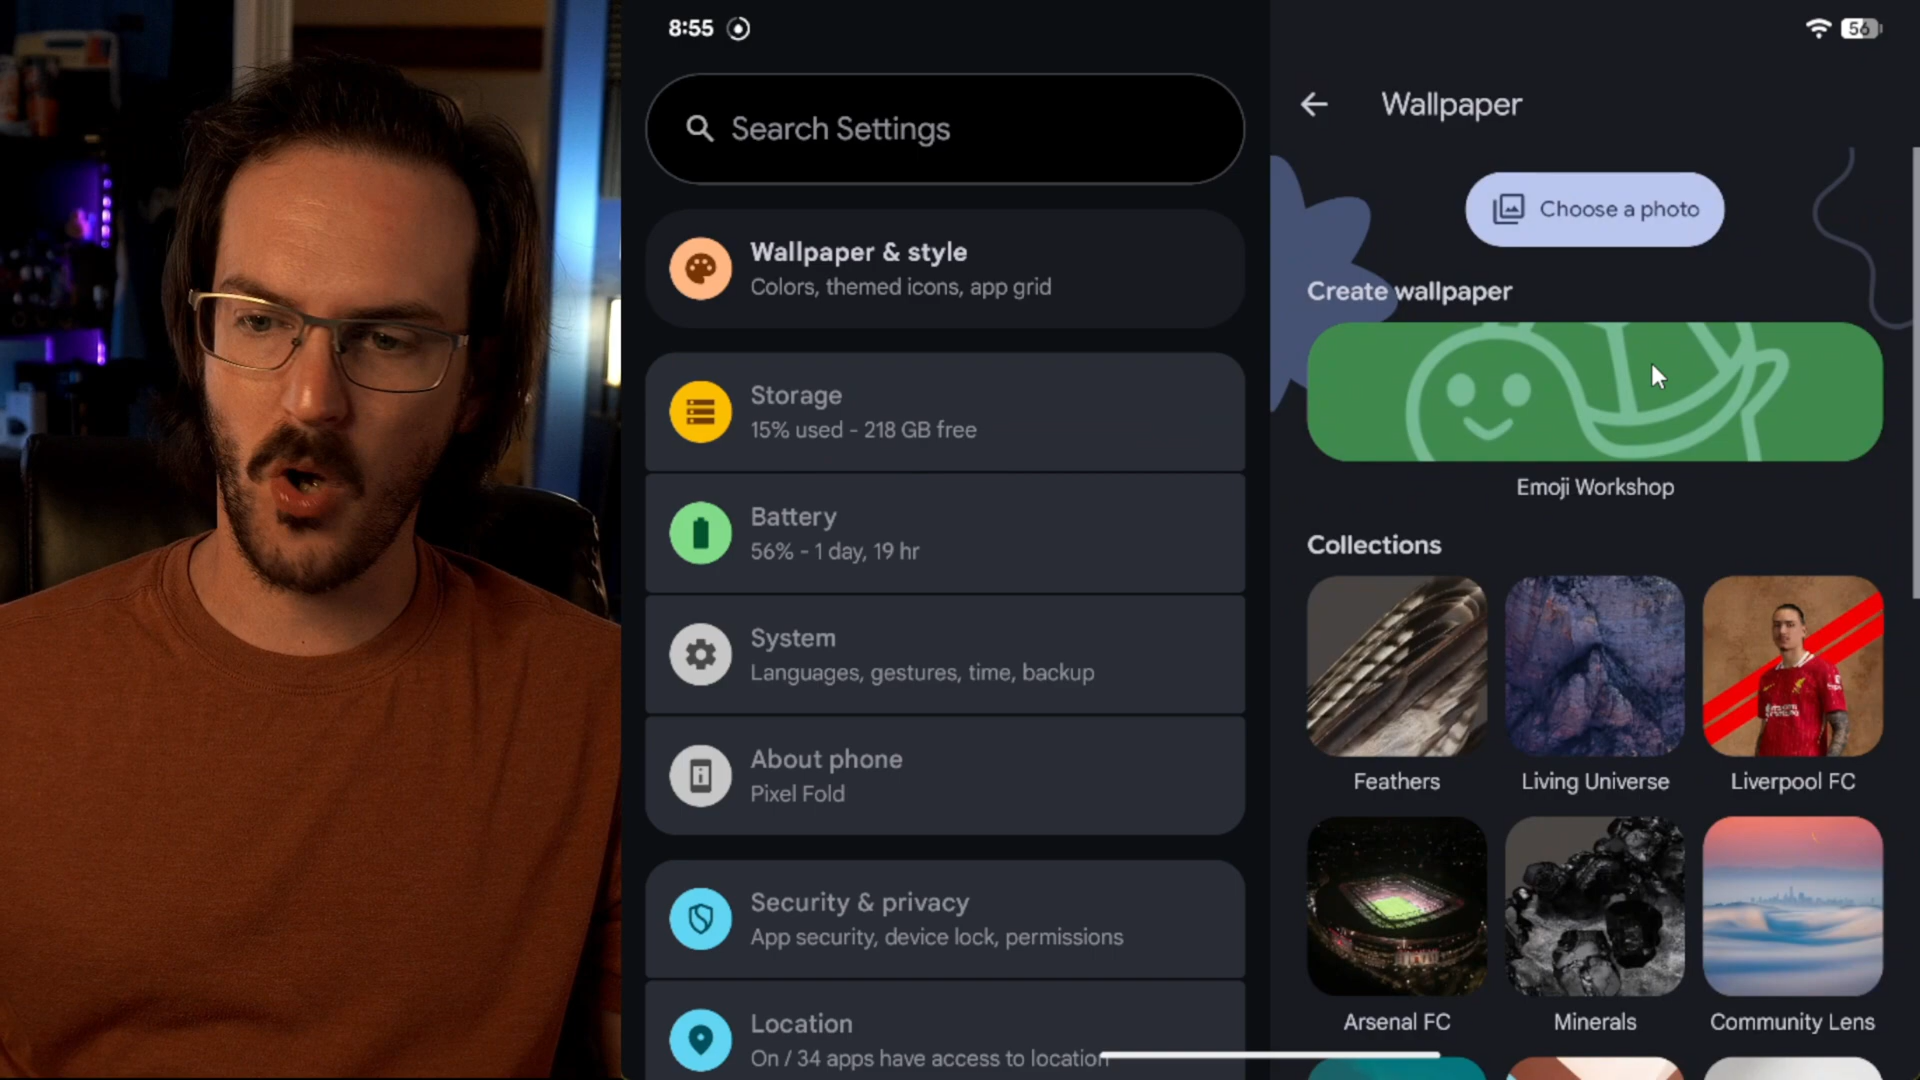 8:55
56
Search Settings
Wallpaper & style
Colors, themed icons, app grid
Storage
15% used - 218 GB free
Battery
56% - 1 day, 19 hr
System
Languages, gestures, time, backup
About phone
Pixel Fold
Security & privacy
App security, device lock, permissions
Location
On / 34 apps have access to location
Wallpaper
Choose a photo
Create wallpaper
Emoji Workshop
Collections
Feathers
Living Universe
Liverpool FC
Arsenal FC
Minerals
Community Lens